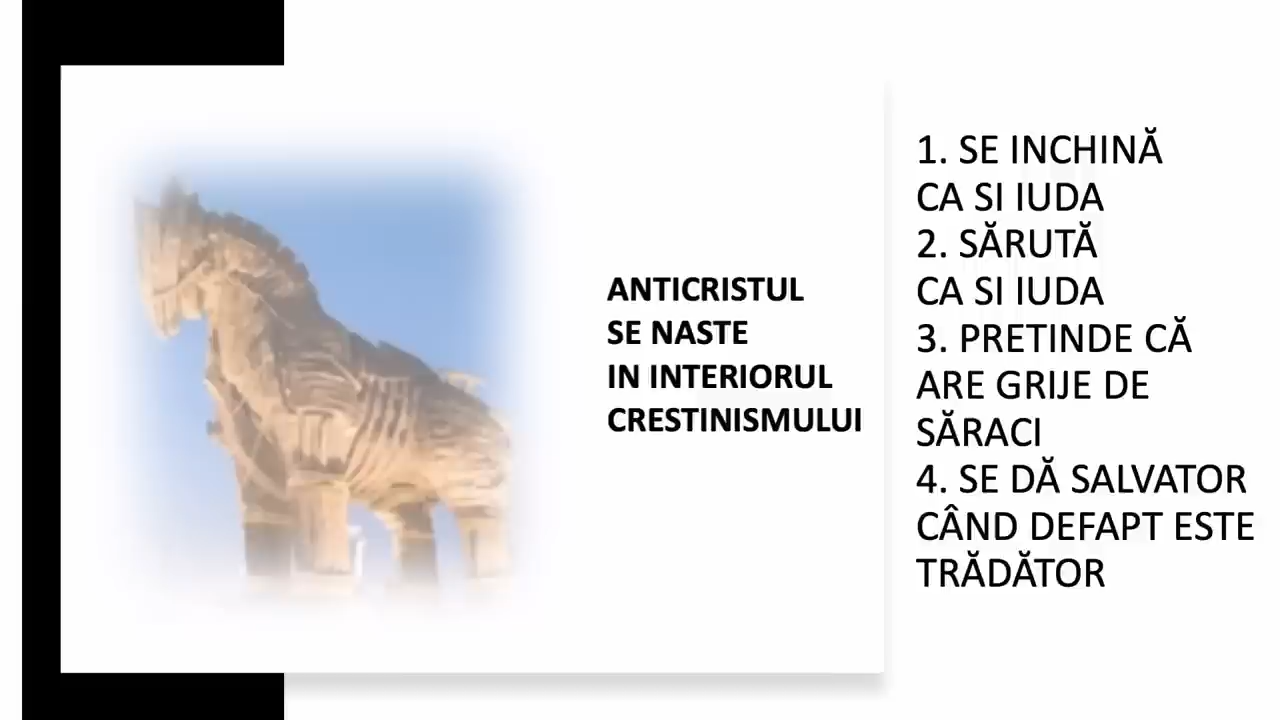 ANTICRISTUL
SE NASTE
IN INTERIORUL
CRESTINISMULUI
1. SE INCHINĂ
CA SI IUDA
2. SĂRUTĂ
CA SI IUDA
3. PRETINDE CĂ
ARE GRIJE DE
SĂRACI
4. SE DĂ SALVATOR
CÂND DEFAPT ESTE
TRĂDĂTOR